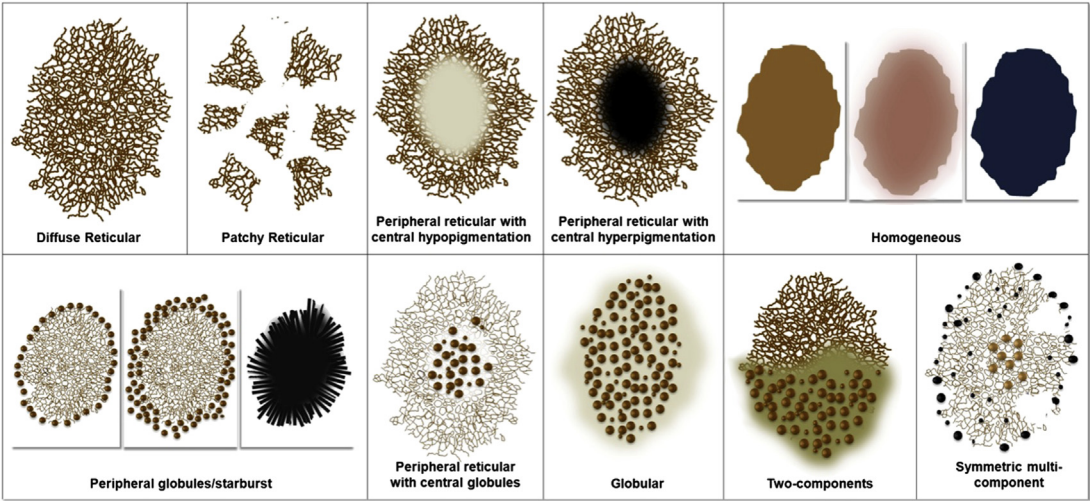 Diffuse Reticular
Patchy Reticular
Peripheral reticular with
central hypopigmentation
Peripheral reticular with
central hyperpigmentation
Homogeneous
Peripheral globules/starburst
Peripheral reticular
with central globules
Globular
Two-components
Symmetric multi-
component